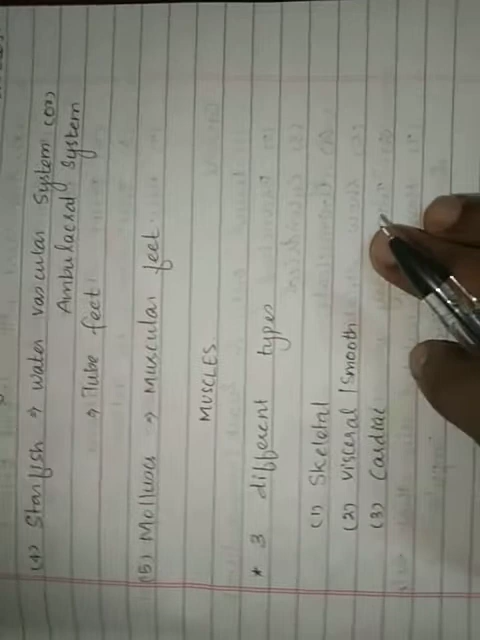 (4) Starfish → water vascular system (or)
Ambulacral system
→ Tube feet
(5) Molluscs → Muscular feet
MUSCLES
* 3 different types
(1) Skeletal
(2) visceral / smooth
(3) Cardiac